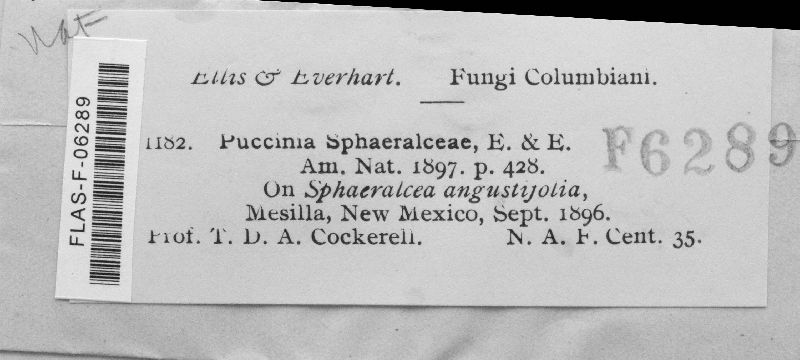 Nat
Ellis & Everhart. Fungi Columbiani.
1182. Puccinia Sphaeralceae, E. & E.
Am. Nat. 1897. p. 428.
On Sphaeralcea angustifolia,
Mesilla, New Mexico, Sept. 1896.
Prof. T. D. A. Cockerell. N. A. F. Cent. 35.
F6289
FLAS-F-06289